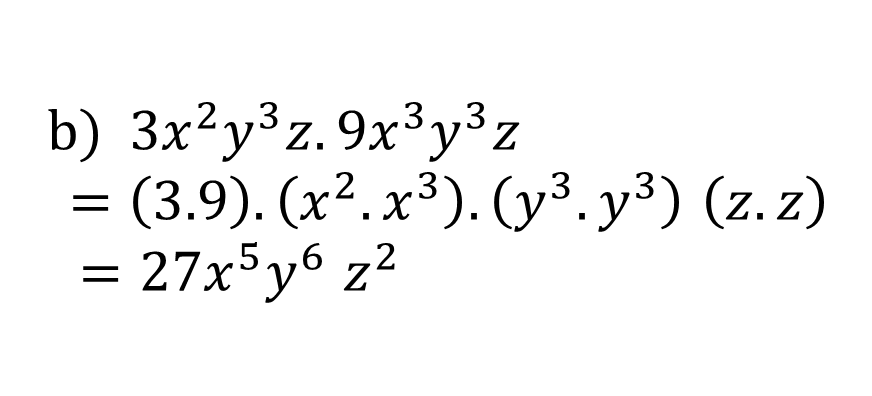 b) 3x²y³z. 9x³y³z
= (3.9). (x². x³). (y³. y³) (z. z)
= 27x⁵y⁶ z²